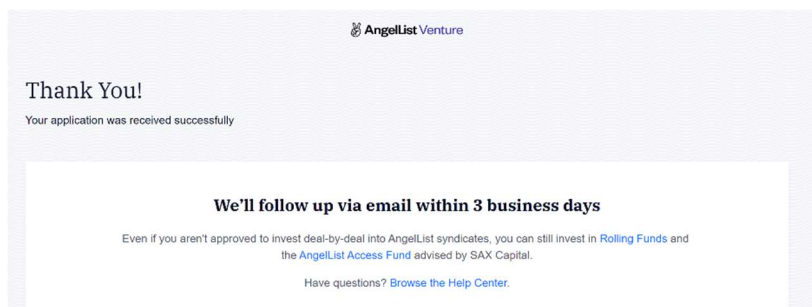 AngelList Venture
Thank You!
Your application was received successfully
We’ll follow up via email within 3 business days
Even if you aren't approved to invest deal-by-deal into AngelList syndicates, you can still invest in Rolling Funds and
the AngelList Access Fund advised by SAX Capital.
Have questions? Browse the Help Center.